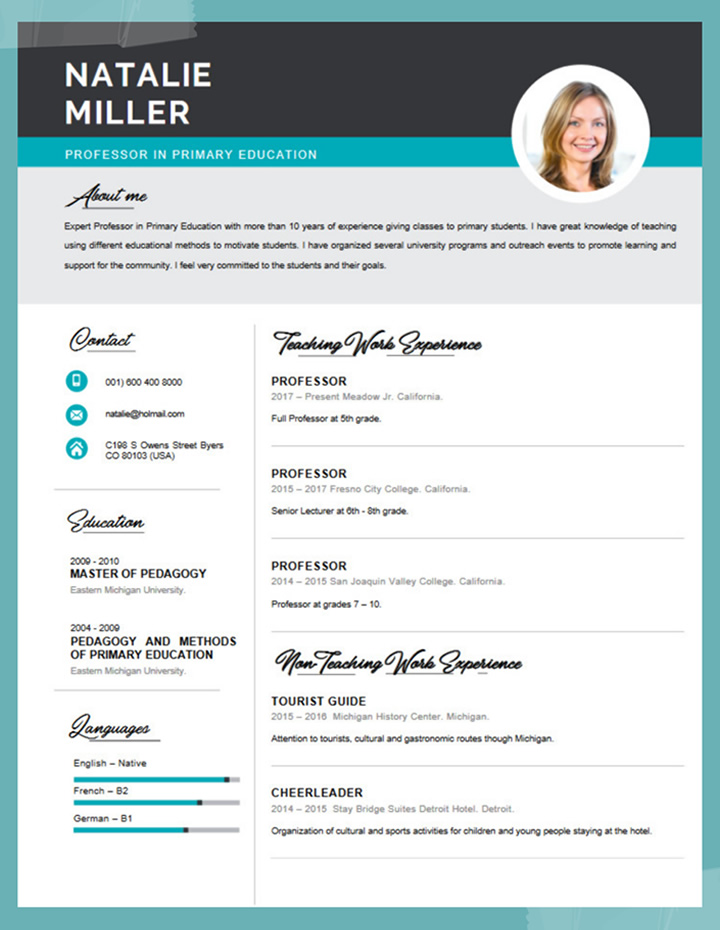 NATALIE
MILLER
PROFESSOR IN PRIMARY EDUCATION
About me
Expert Professor in Primary Education with more than 10 years of experience giving classes to primary students. I have great knowledge of teaching
using different educational methods to motivate students. I have organized several university programs and outreach events to promote learning and
support for the community. I feel very committed to the students and their goals.
Contact
001) 600 400 8000
natalie@holmail.com
C198 S Owens Street Byers
CO 80103 (USA)
Education
2009 - 2010
MASTER OF PEDAGOGY
Eastern Michigan University.
2004 - 2009
PEDAGOGY AND METHODS
OF PRIMARY EDUCATION
Eastern Michigan University.
Languages
English – Native
French – B2
German – B1
Teaching Work Experience
PROFESSOR
2017 – Present Meadow Jr. California.
Full Professor at 5th grade.
PROFESSOR
2015 – 2017 Fresno City College. California.
Senior Lecturer at 6th - 8th grade.
PROFESSOR
2014 – 2015 San Joaquin Valley College. California.
Professor at grades 7 – 10.
Non-Teaching Work Experience
TOURIST GUIDE
2015 – 2016 Michigan History Center. Michigan.
Attention to tourists, cultural and gastronomic routes though Michigan.
CHEERLEADER
2014 – 2015 Stay Bridge Suites Detroit Hotel. Detroit.
Organization of cultural and sports activities for children and young people staying at the hotel.